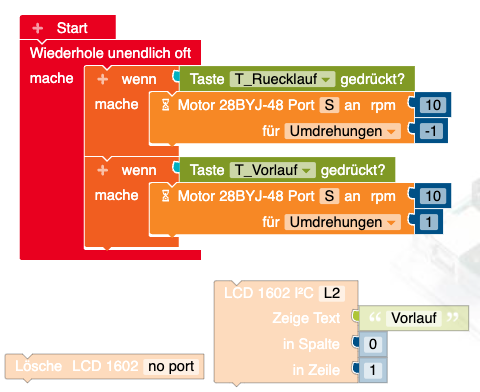 + Start
Wiederhole unendlich oft
mache + wenn Taste T_Ruecklauf gedrückt?
mache Motor 28BYJ-48 Port S an rpm 10
für Umdrehungen -1
+ wenn Taste T_Vorlauf gedrückt?
mache Motor 28BYJ-48 Port S an rpm 10
für Umdrehungen 1
LCD 1602 I²C L2
Zeige Text “ Vorlauf ”
in Spalte 0
Lösche LCD 1602 no port
in Zeile 1